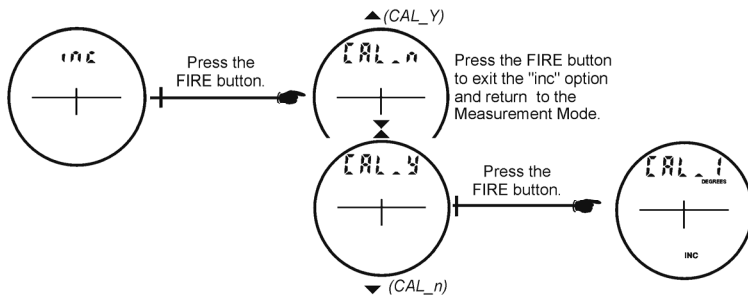 ▲(CAL_Y)
inc
Press the
FIRE button.
CAL_n
Press the FIRE button
to exit the "inc" option
and return to the
Measurement Mode.
CAL_Y
Press the
FIRE button.
CAL_1
DEGREES
INC
▼ (CAL_n)